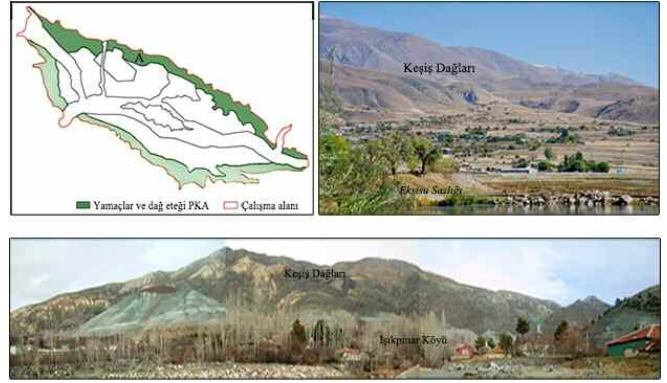 A
Yamaçlar ve dağ eteği PKA
Çalışma alanı
Keşiş Dağları
Ekşisu Sazlığı
Keşiş Dağları
Işıkpınar Köyü